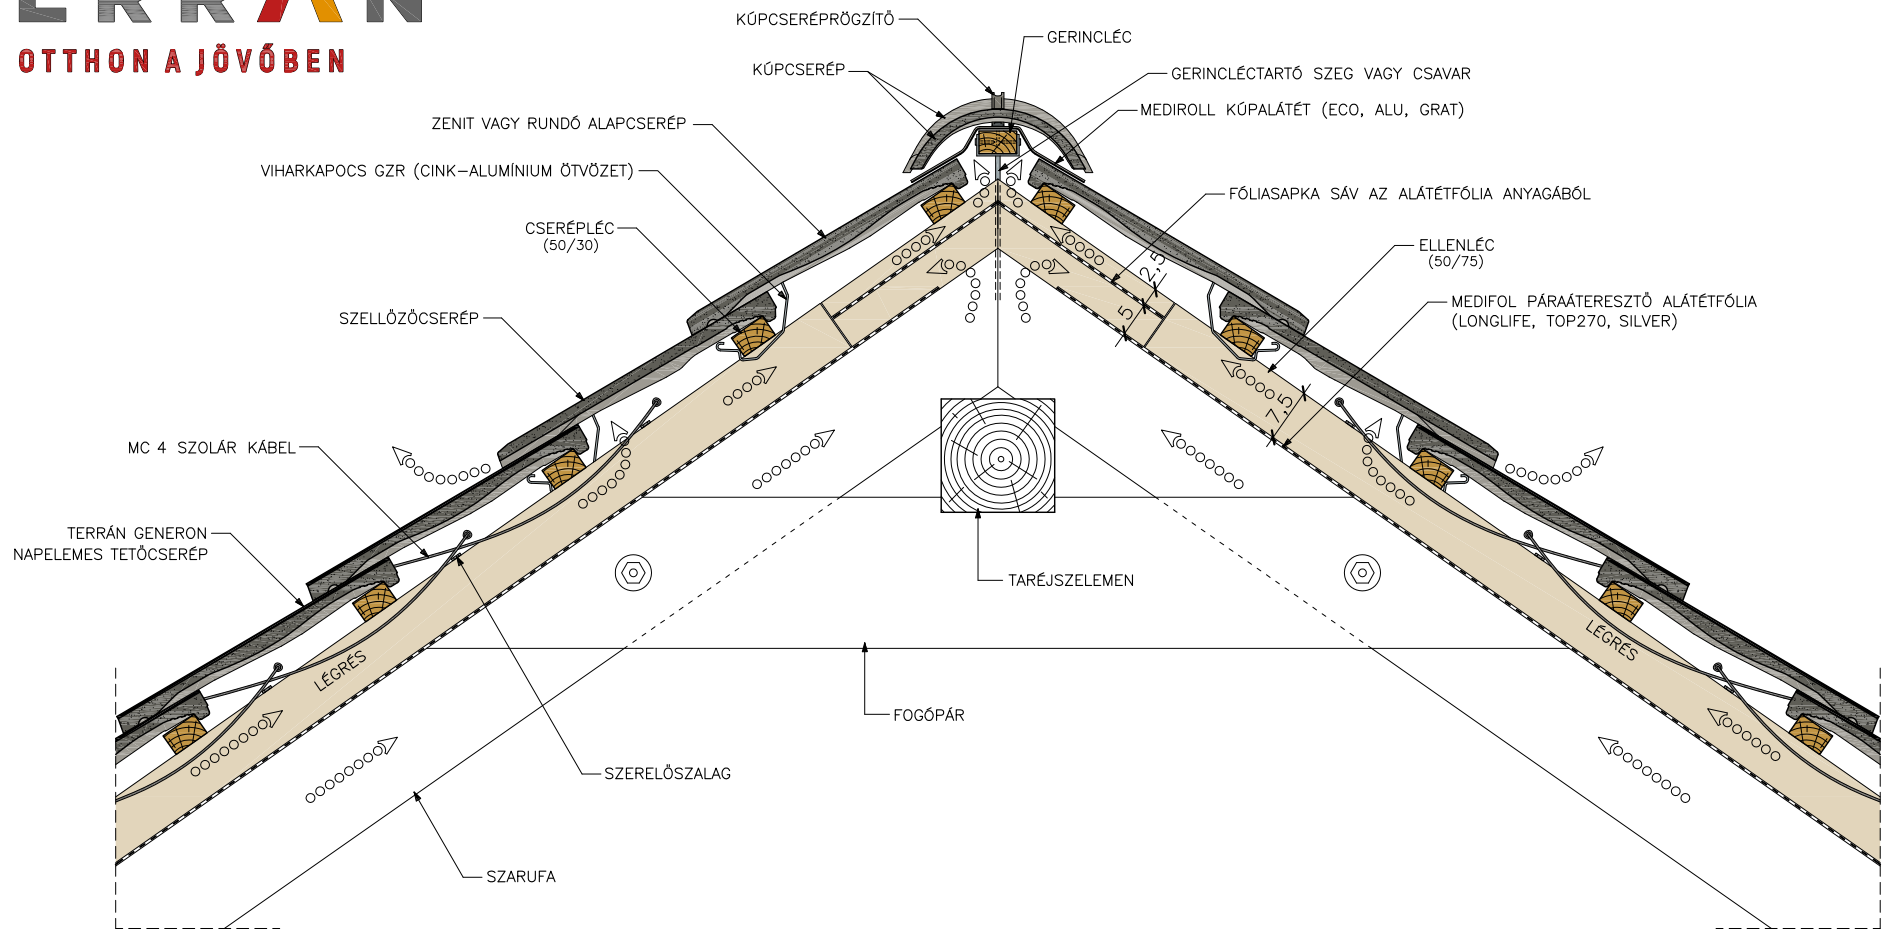 ERRÁN
OTTHON A JÖVŐBEN
KÚPCSERÉPRÖGZÍTŐ
GERINCLÉC
KÚPCSERÉP
GERINCLÉCTARTÓ SZEG VAGY CSAVAR
MEDIROLL KÚPALÁTÉT (ECO, ALU, GRAT)
ZENIT VAGY RUNDÓ ALAPCSERÉP
VIHARKAPOCS GZR (CINK-ALUMÍNIUM ÖTVÖZET)
FÓLIASAPKA SÁV AZ ALÁTÉTFÓLIA ANYAGÁBÓL
CSERÉPLÉC
(50/30)
ELLENLÉC
(50/75)
2,5
5
MEDIFOL PÁRAÁTERESZTŐ ALÁTÉTFÓLIA
(LONGLIFE, TOP270, SILVER)
SZELLŐZŐCSERÉP
7,5
MC 4 SZOLÁR KÁBEL
TERRÁN GENERON
NAPELEMES TETŐCSERÉP
TARÉJSZELEMEN
LÉGRÉS
LÉGRÉS
FOGÓPÁR
SZERELŐSZALAG
SZARUFA